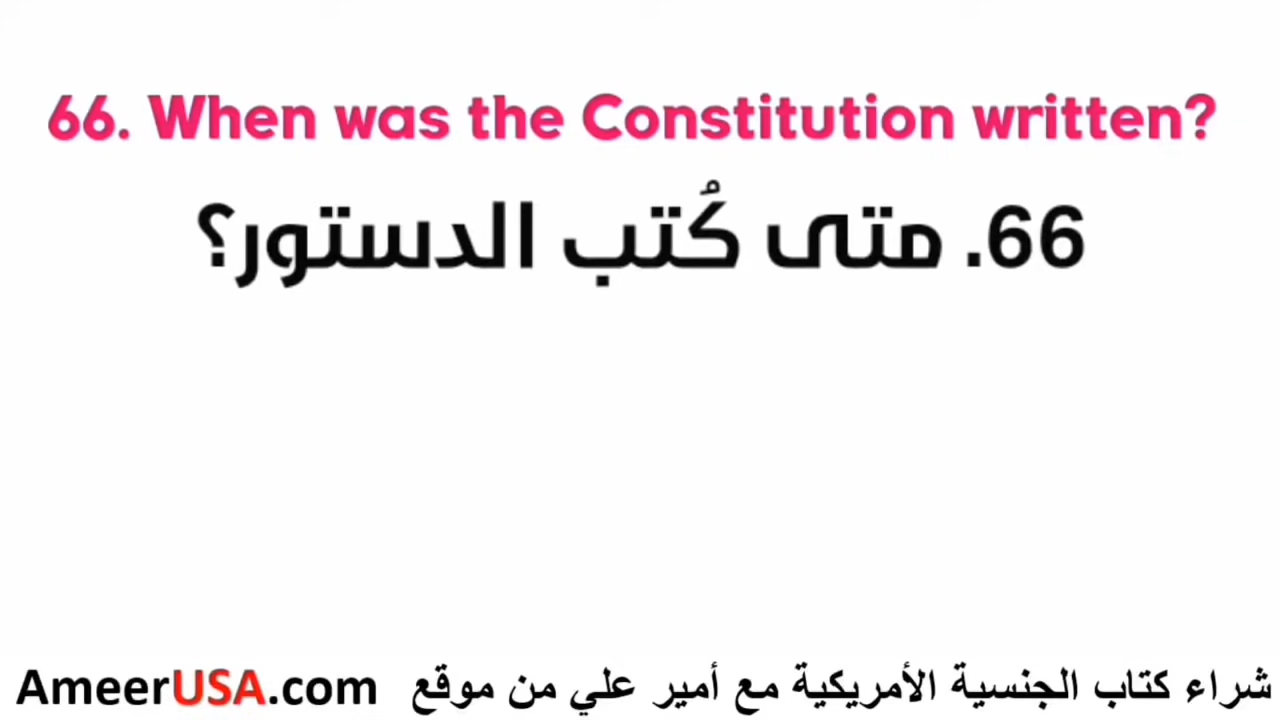 66. When was the Constitution written?
66. متى كُتب الدستور؟
شراء كتاب الجنسية الأمريكية مع أمير علي من موقع AmeerUSA.com